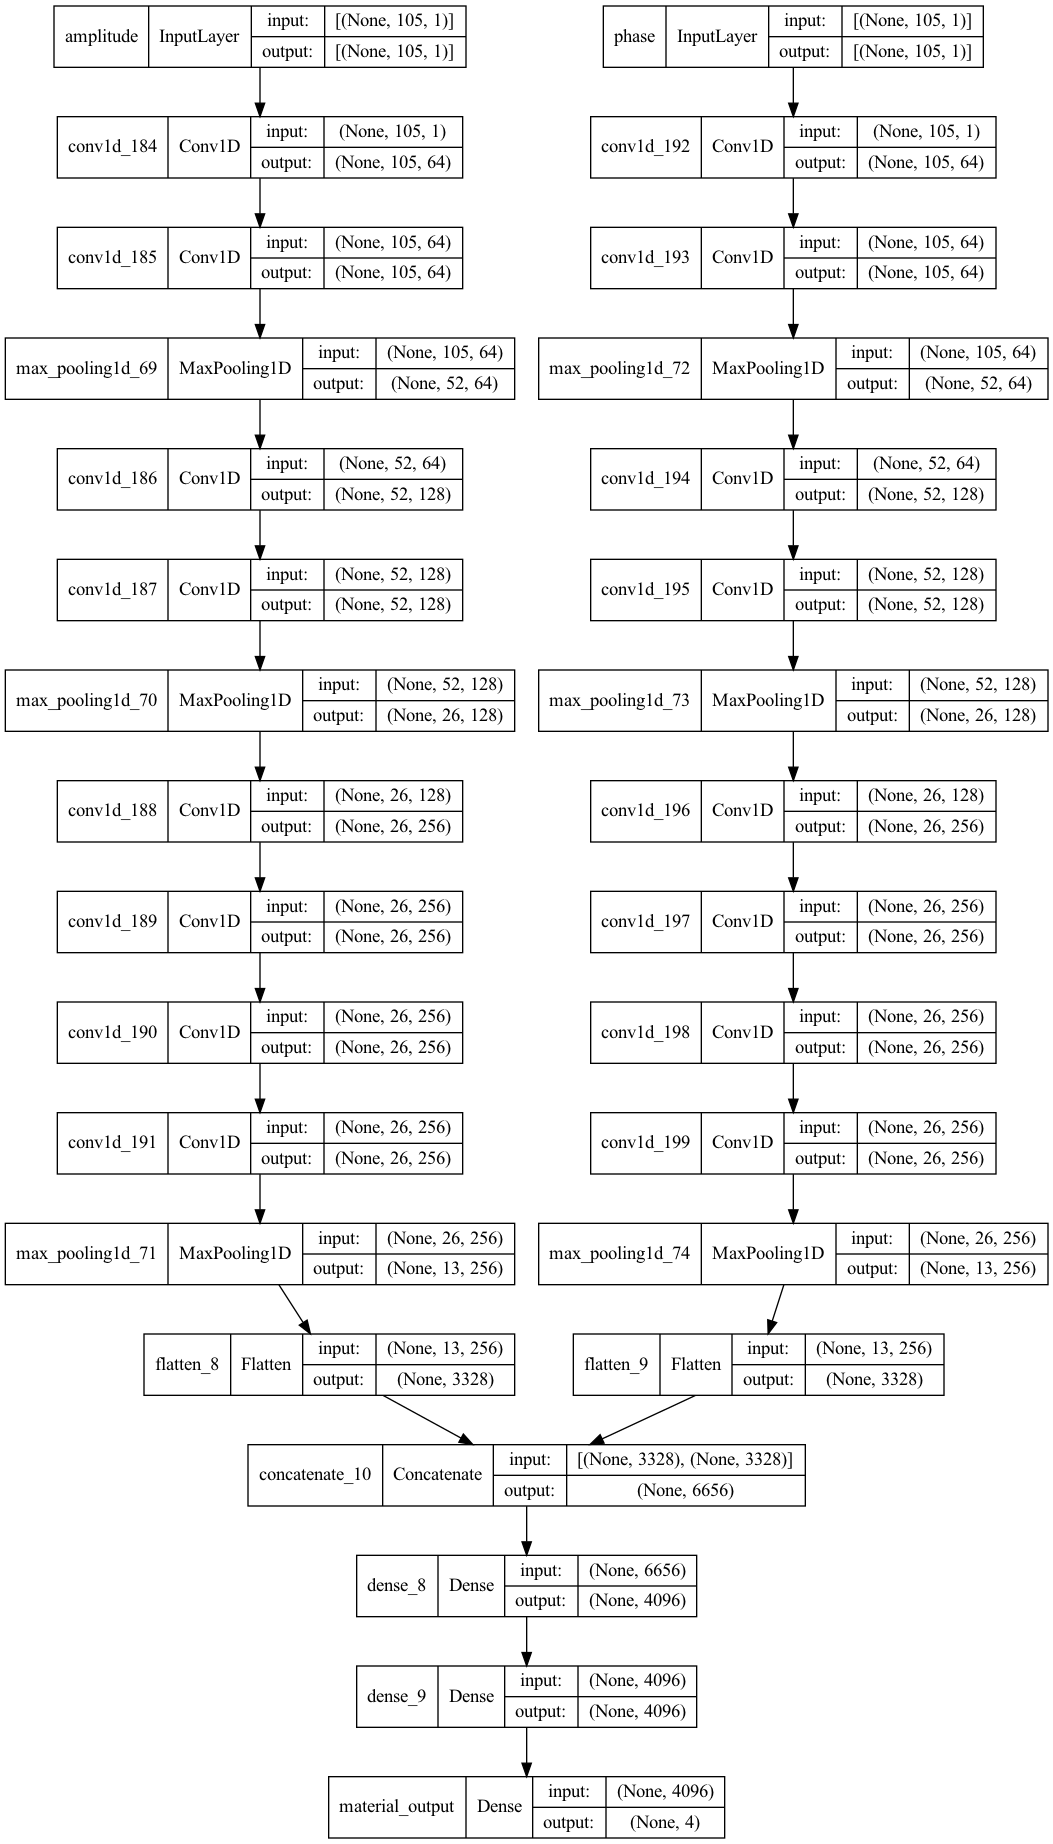 amplitude InputLayer input: [(None, 105, 1)]
output: [(None, 105, 1)]
phase InputLayer input: [(None, 105, 1)]
output: [(None, 105, 1)]
conv1d_184 Conv1D input: (None, 105, 1)
output: (None, 105, 64)
conv1d_192 Conv1D input: (None, 105, 1)
output: (None, 105, 64)
conv1d_185 Conv1D input: (None, 105, 64)
output: (None, 105, 64)
conv1d_193 Conv1D input: (None, 105, 64)
output: (None, 105, 64)
max_pooling1d_69 MaxPooling1D input: (None, 105, 64)
output: (None, 52, 64)
max_pooling1d_72 MaxPooling1D input: (None, 105, 64)
output: (None, 52, 64)
conv1d_186 Conv1D input: (None, 52, 64)
output: (None, 52, 128)
conv1d_194 Conv1D input: (None, 52, 64)
output: (None, 52, 128)
conv1d_187 Conv1D input: (None, 52, 128)
output: (None, 52, 128)
conv1d_195 Conv1D input: (None, 52, 128)
output: (None, 52, 128)
max_pooling1d_70 MaxPooling1D input: (None, 52, 128)
output: (None, 26, 128)
max_pooling1d_73 MaxPooling1D input: (None, 52, 128)
output: (None, 26, 128)
conv1d_188 Conv1D input: (None, 26, 128)
output: (None, 26, 256)
conv1d_196 Conv1D input: (None, 26, 128)
output: (None, 26, 256)
conv1d_189 Conv1D input: (None, 26, 256)
output: (None, 26, 256)
conv1d_197 Conv1D input: (None, 26, 256)
output: (None, 26, 256)
conv1d_190 Conv1D input: (None, 26, 256)
output: (None, 26, 256)
conv1d_198 Conv1D input: (None, 26, 256)
output: (None, 26, 256)
conv1d_191 Conv1D input: (None, 26, 256)
output: (None, 26, 256)
conv1d_199 Conv1D input: (None, 26, 256)
output: (None, 26, 256)
max_pooling1d_71 MaxPooling1D input: (None, 26, 256)
output: (None, 13, 256)
max_pooling1d_74 MaxPooling1D input: (None, 26, 256)
output: (None, 13, 256)
flatten_8 Flatten input: (None, 13, 256)
output: (None, 3328)
flatten_9 Flatten input: (None, 13, 256)
output: (None, 3328)
concatenate_10 Concatenate input: [(None, 3328), (None, 3328)]
output: (None, 6656)
dense_8 Dense input: (None, 6656)
output: (None, 4096)
dense_9 Dense input: (None, 4096)
output: (None, 4096)
material_output Dense input: (None, 4096)
output: (None, 4)